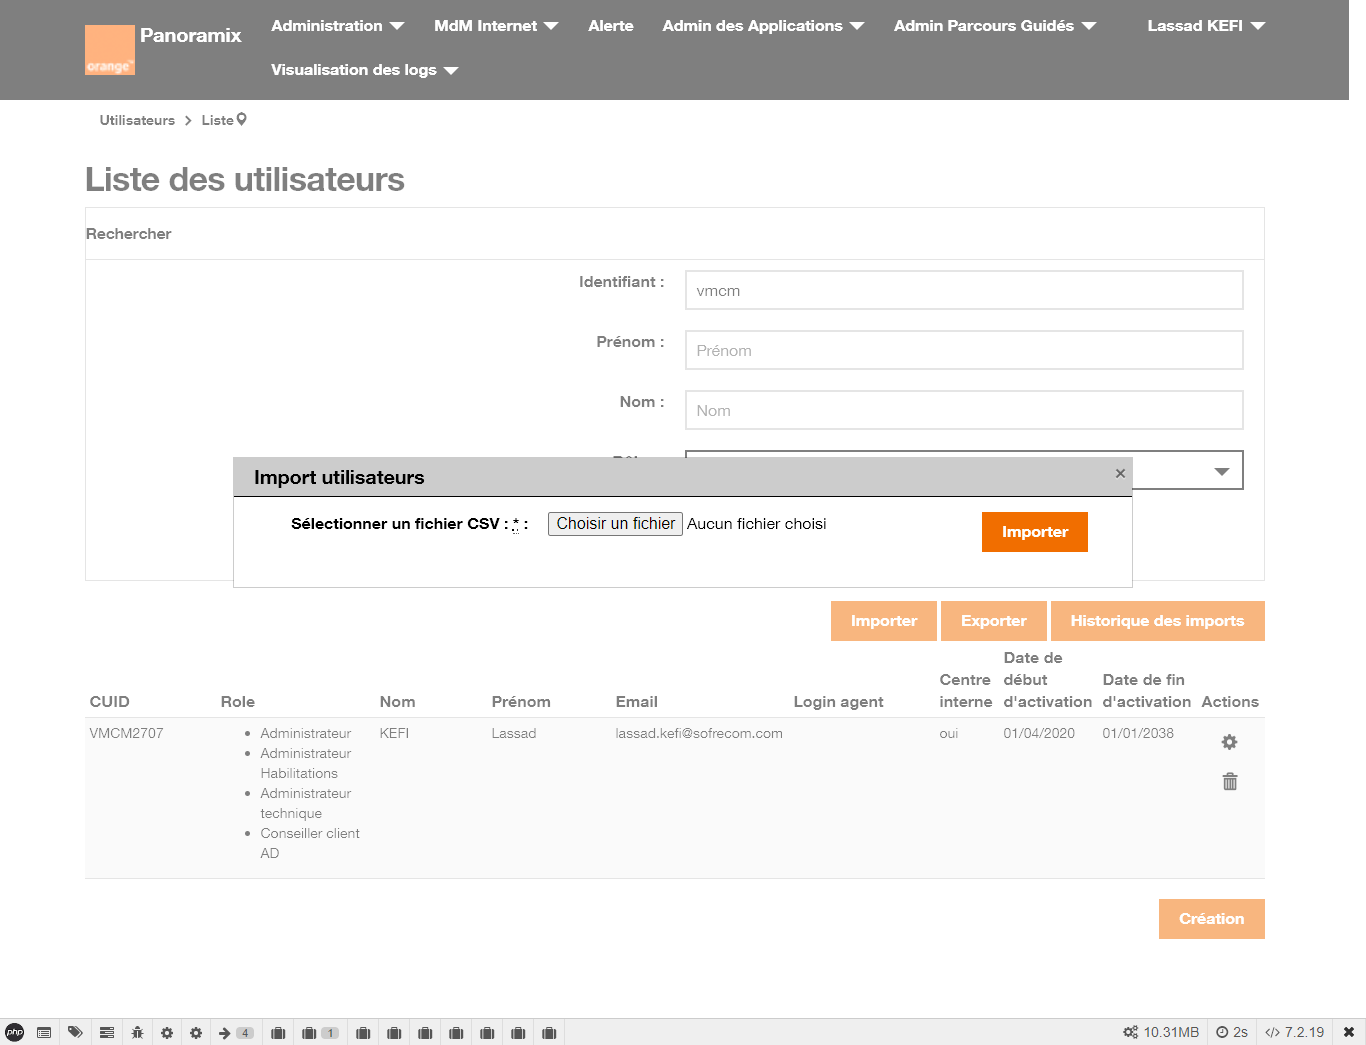 Panoramix
orange™
Administration
MdM Internet
Alerte
Admin des Applications
Admin Parcours Guidés
Lassad KEFI
Visualisation des logs
Utilisateurs > Liste
Liste des utilisateurs
Rechercher
Identifiant :
vmcm
Prénom :
Prénom
Nom :
Nom
Import utilisateurs
×
Sélectionner un fichier CSV : * :
Choisir un fichier Aucun fichier choisi
Importer
Importer
Exporter
Historique des imports
CUID
Role
Nom
Prénom
Email
Login agent
Centre
interne
Date de
début
d'activation
Date de fin
d'activation
Actions
VMCM2707
• Administrateur
• Administrateur
Habilitations
• Administrateur
technique
• Conseiller client
AD
KEFI
Lassad
lassad.kefi@sofrecom.com
oui
01/04/2020
01/01/2038
Création
php
4
1
10.31MB
2s
</> 7.2.19